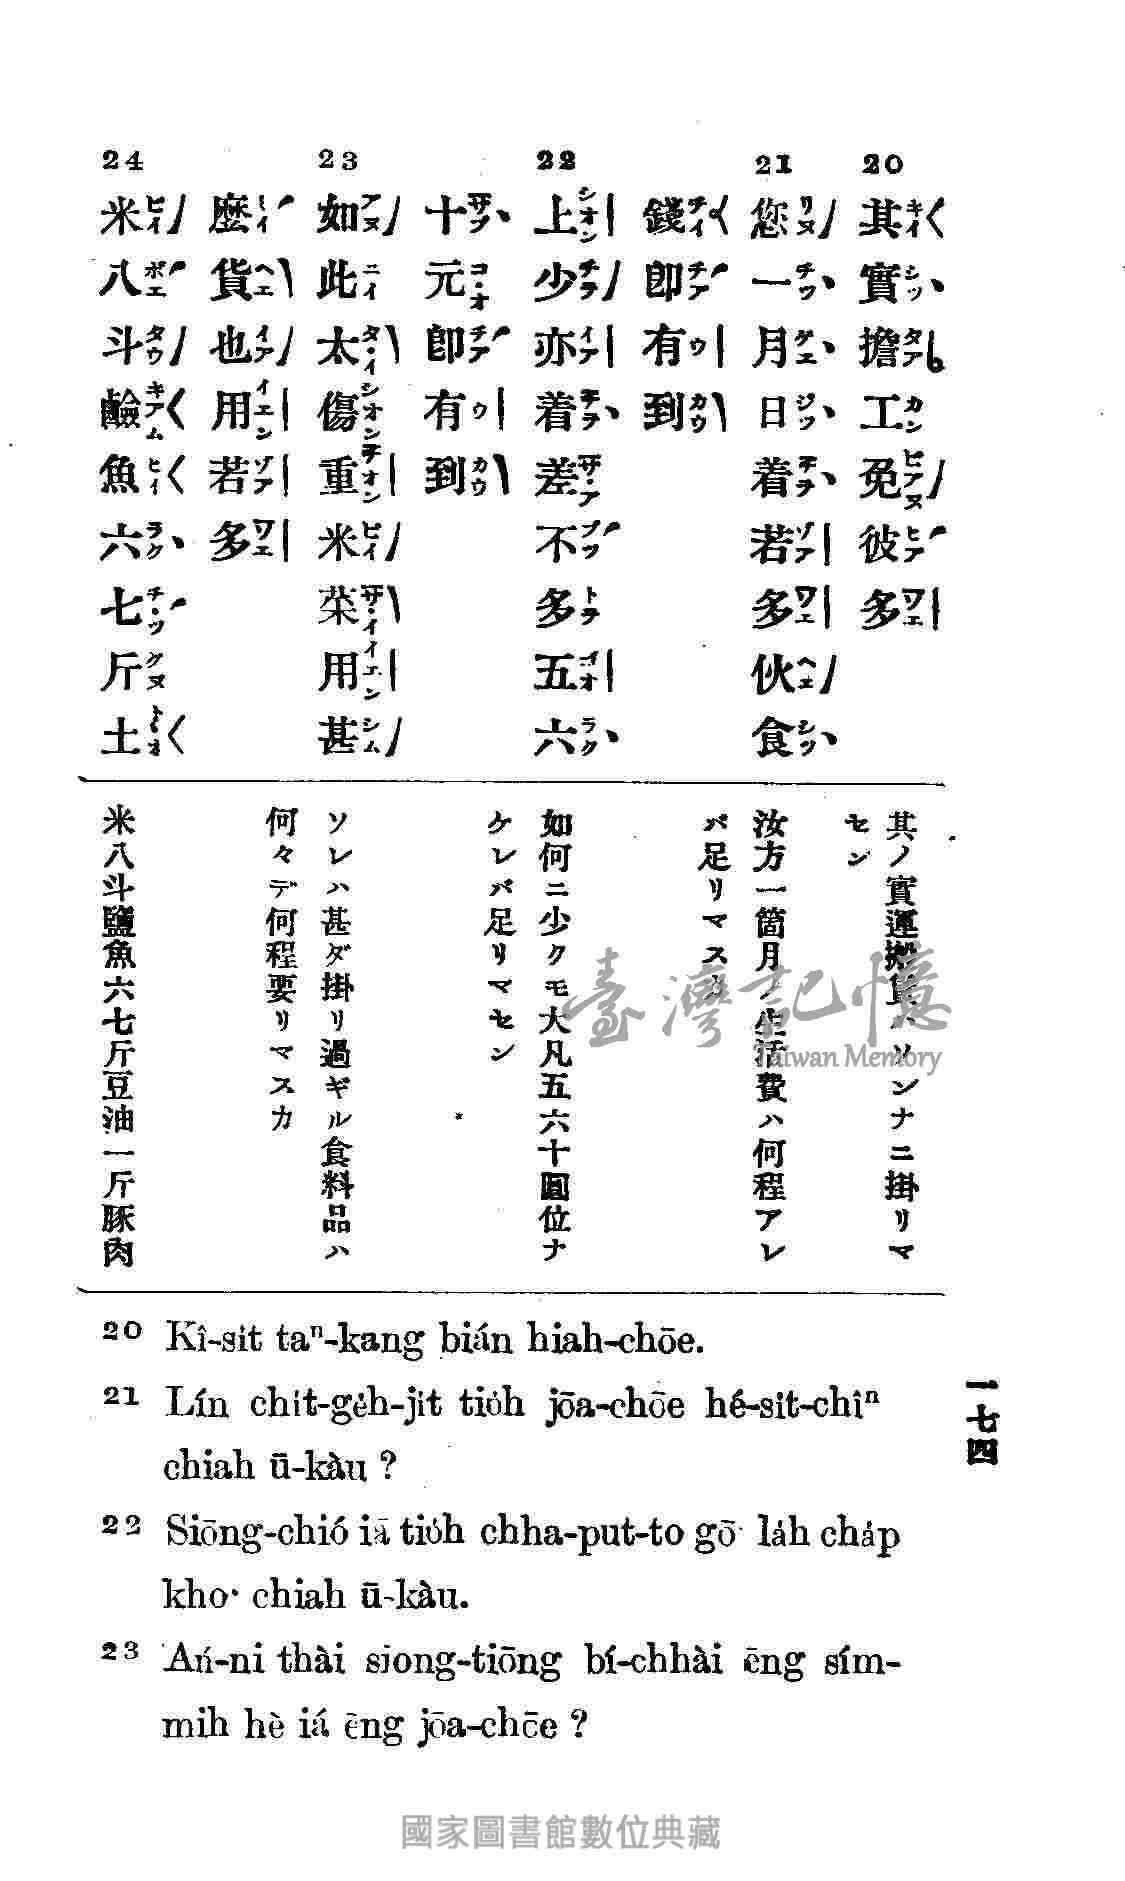 20 其實擔工免彼多
21 您一月日着若多伙食
錢即有到
22 上少亦着差不多五六
十元即有到
23 如此太傷重米菜用甚
麼貨也用若多
24 米八斗鹼魚六七斤土
其ノ實運搬賃ハソンナニ掛リマ
セン
汝方一箇月ノ生活費ハ何程アレ
バ足リマスカ
如何ニ少クモ大凡五六十圓位ナ
ケレバ足リマセン
ソレハ甚ダ掛リ過ギル食料品ハ
何々デ何程要リマスカ
米八斗鹽魚六七斤豆油一斤豚肉
20 Kî-si̍t taⁿ-kang bián hiah-chōe.
21 Lín chi̍t-ge̍h-ji̍t tio̍h jōa-chōe hé-si̍t-chîⁿ
chiah ū-kàu ?
22 Siōng-chió iā tio̍h chha-put-to gō͘ la̍h cha̍p
kho͘ chiah ū-kàu.
23 Ań-ni thài siong-tiōng bí-chhài ēng sím-
mih hè iá ēng jōa-chōe ?
一七四
臺灣記憶
Taiwan Memory
國家圖書館數位典藏